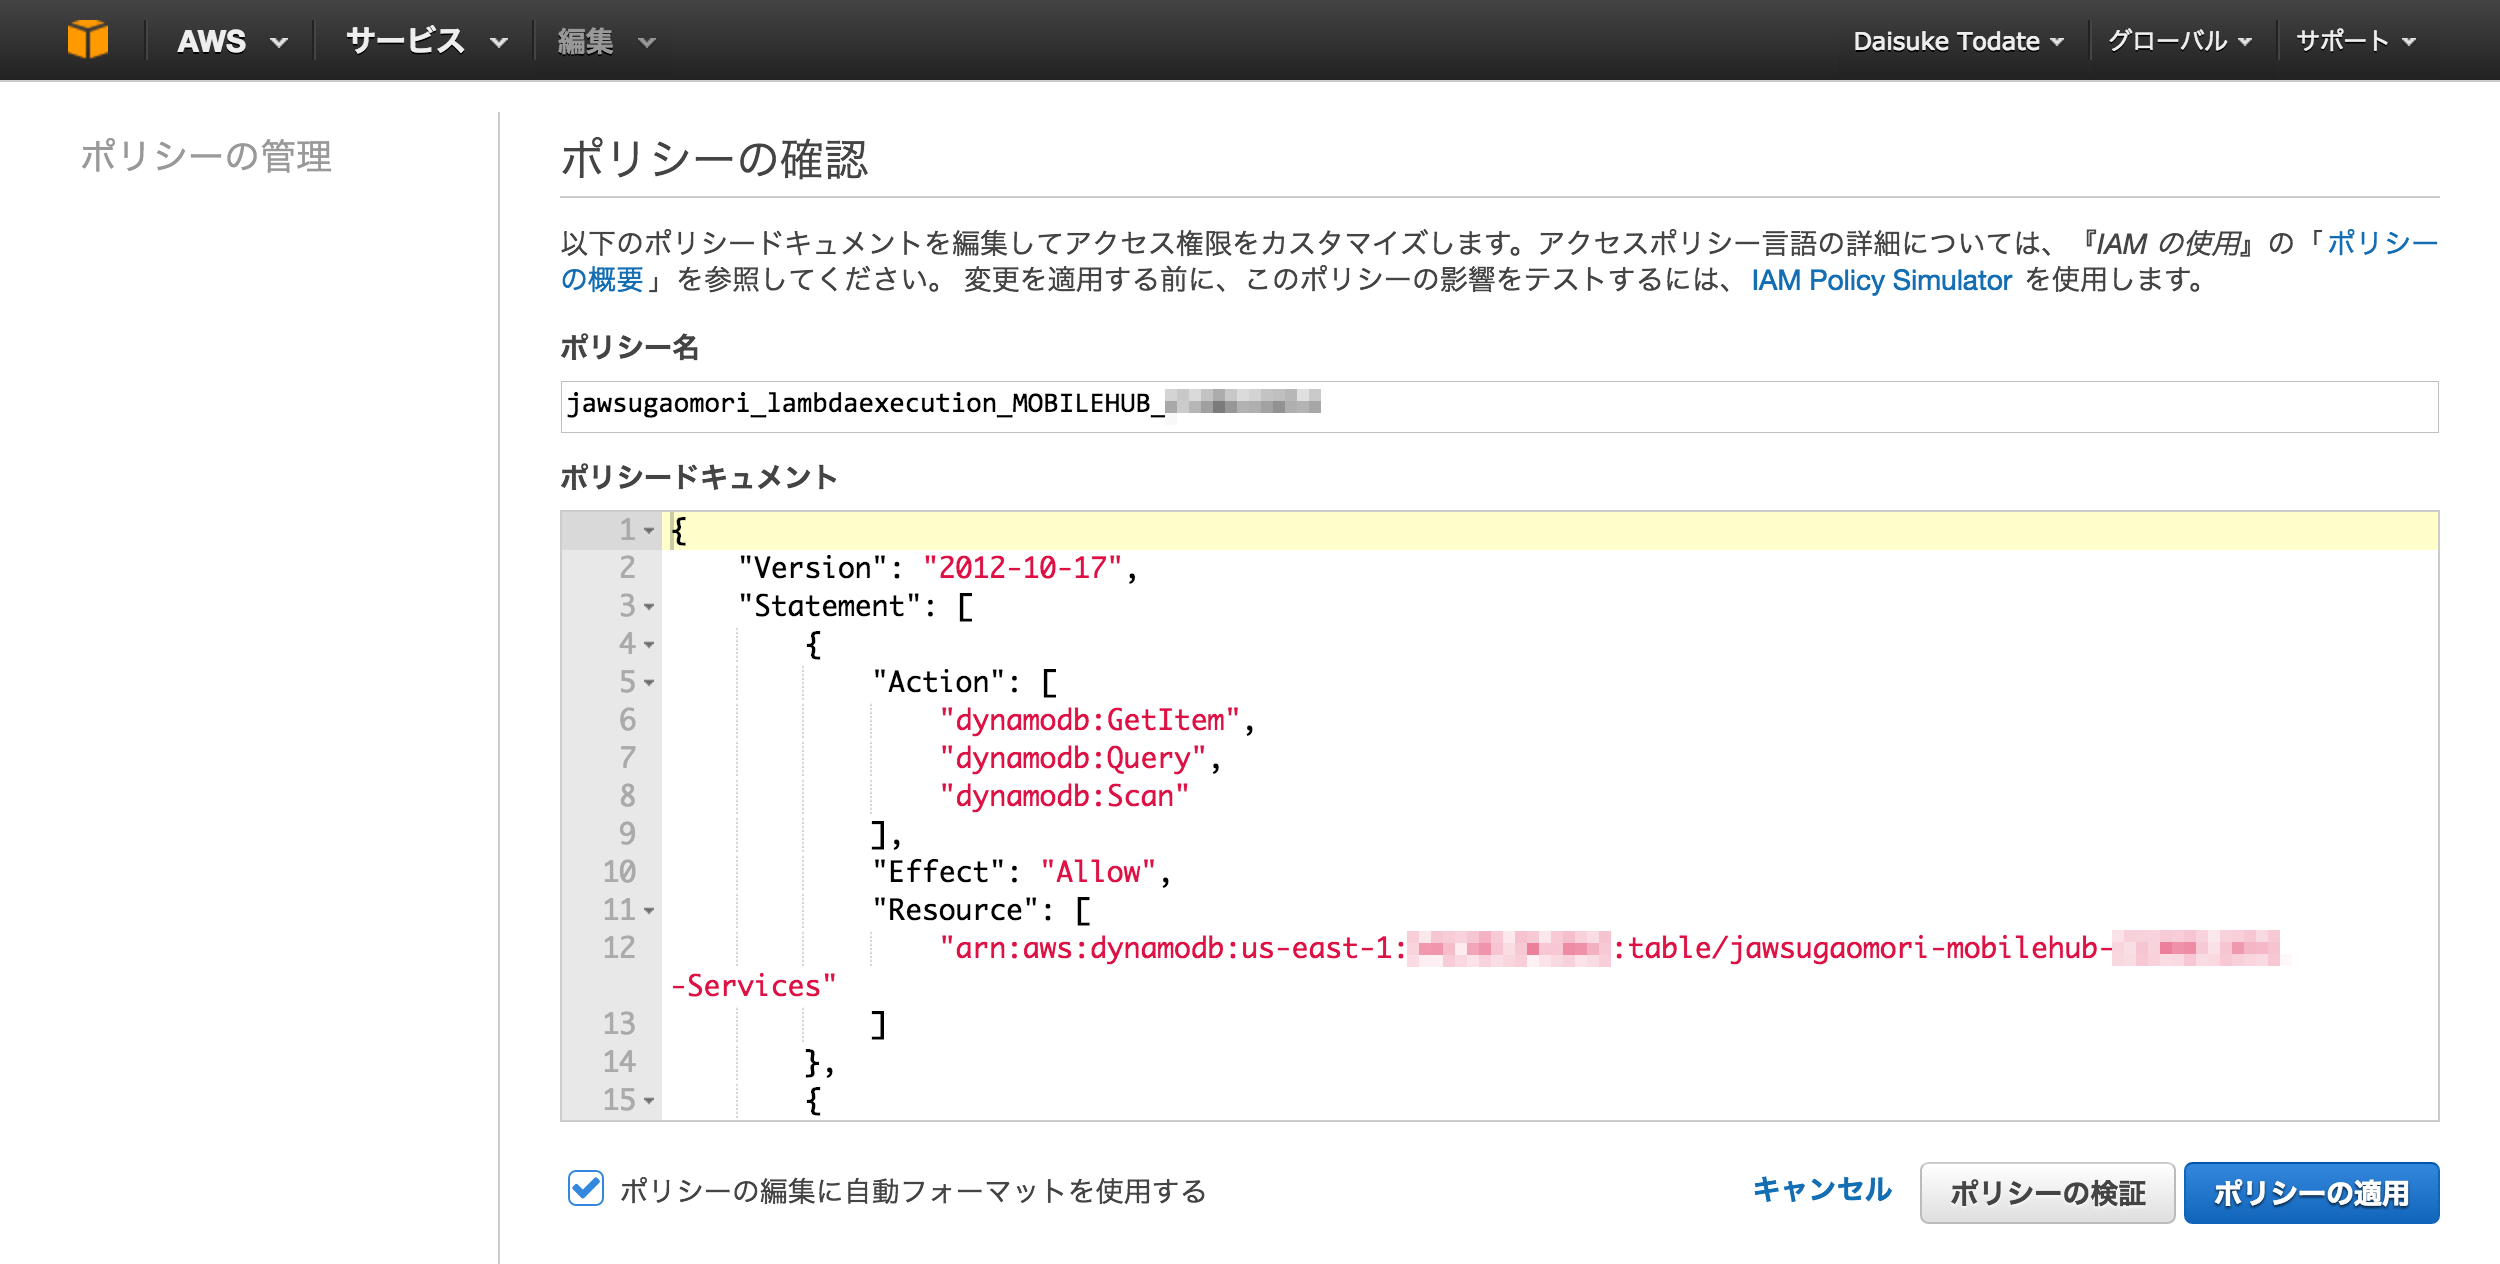 AWS サービス 編集 Daisuke Todate グローバル サポート
ポリシーの管理
ポリシーの確認
以下のポリシードキュメントを編集してアクセス権限をカスタマイズします。アクセスポリシー言語の詳細については、『IAM の使用』の「ポリシー
の概要」を参照してください。 変更を適用する前に、このポリシーの影響をテストするには、 IAM Policy Simulator を使用します。
ポリシー名
jawsugaomori_lambdaexecution_MOBILEHUB_
ポリシードキュメント
1 {
2 "Version": "2012-10-17",
3 "Statement": [
4 {
5 "Action": [
6 "dynamodb:GetItem",
7 "dynamodb:Query",
8 "dynamodb:Scan"
9 ],
10 "Effect": "Allow",
11 "Resource": [
12 "arn:aws:dynamodb:us-east-1: :table/jawsugaomori-mobilehub-
-Services"
13 ]
14 },
15 {
ポリシーの編集に自動フォーマットを使用する
キャンセル ポリシーの検証 ポリシーの適用